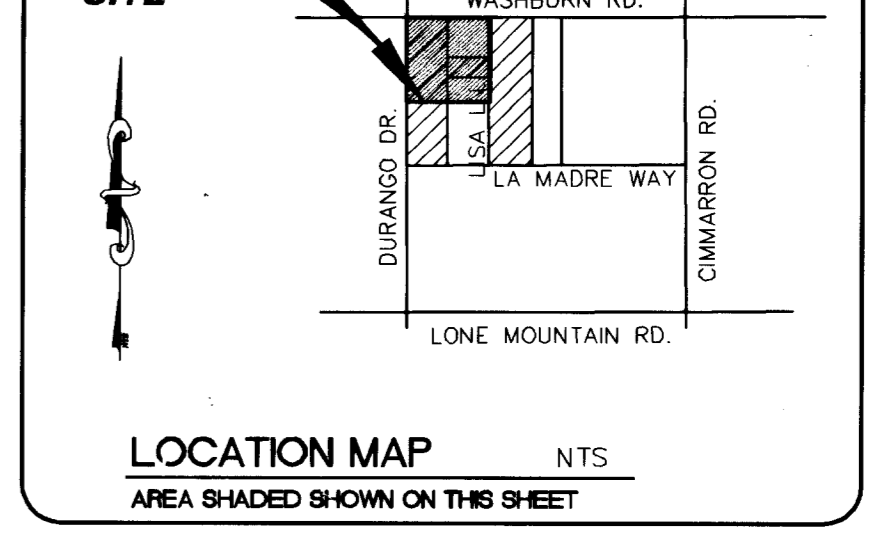 SITE
WASHBURN RD.
DURANGO DR.
LISA
LA MADRE WAY
CIMMARRON RD.
LONE MOUNTAIN RD.
LOCATION MAP NTS
AREA SHADED SHOWN ON THIS SHEET